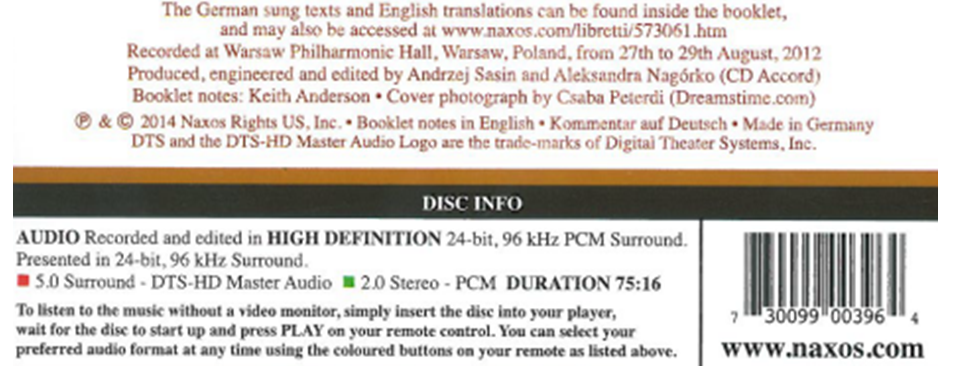 The German sung texts and English translations can be found inside the booklet,
and may also be accessed at www.naxos.com/libretti/573061.htm
Recorded at Warsaw Philharmonic Hall, Warsaw, Poland, from 27th to 29th August, 2012
Produced, engineered and edited by Andrzej Sasin and Aleksandra Nagórko (CD Accord)
Booklet notes: Keith Anderson • Cover photograph by Csaba Peterdi (Dreamstime.com)
℗ & © 2014 Naxos Rights US, Inc. • Booklet notes in English • Kommentar auf Deutsch • Made in Germany
DTS and the DTS-HD Master Audio Logo are the trade-marks of Digital Theater Systems, Inc.
DISC INFO
AUDIO Recorded and edited in HIGH DEFINITION 24-bit, 96 kHz PCM Surround.
Presented in 24-bit, 96 kHz Surround.
5.0 Surround - DTS-HD Master Audio 2.0 Stereo - PCM DURATION 75:16
To listen to the music without a video monitor, simply insert the disc into your player,
wait for the disc to start up and press PLAY on your remote control. You can select your
preferred audio format at any time using the coloured buttons on your remote as listed above.
7 30099 00396 4
www.naxos.com